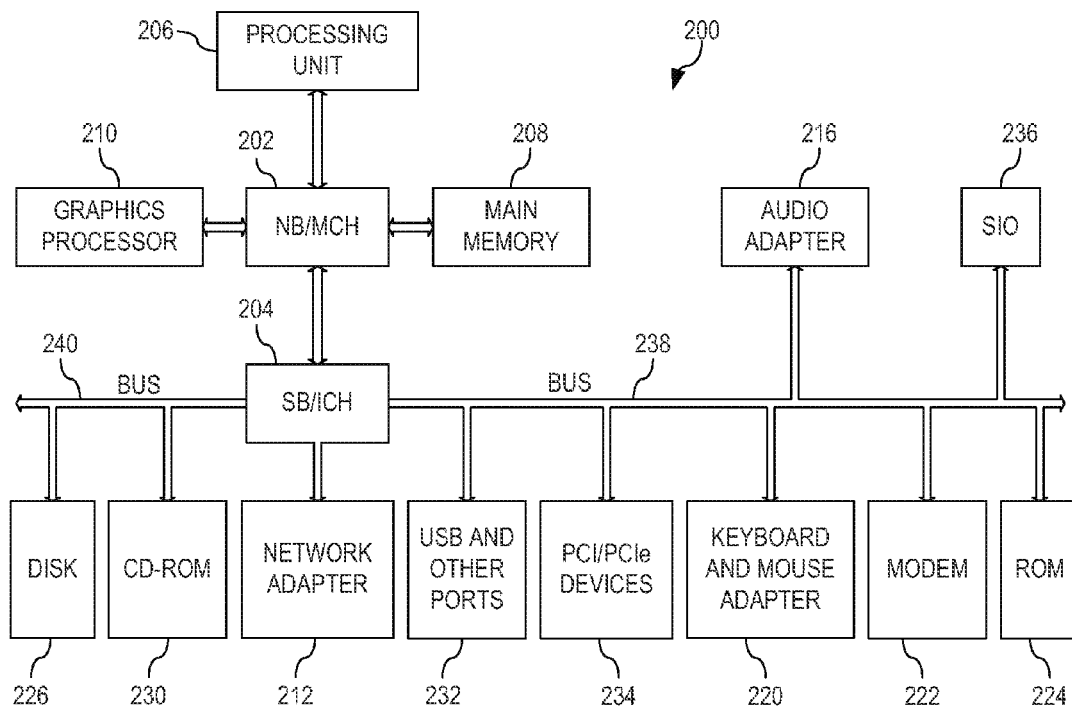 206
PROCESSING
UNIT
200
210
202
208
216
236
GRAPHICS
PROCESSOR
NB/MCH
MAIN
MEMORY
AUDIO
ADAPTER
SIO
204
240
238
BUS
SB/ICH
BUS
DISK
CD-ROM
NETWORK
ADAPTER
USB AND
OTHER
PORTS
PCI/PCIe
DEVICES
KEYBOARD
AND MOUSE
ADAPTER
MODEM
ROM
226
230
212
232
234
220
222
224